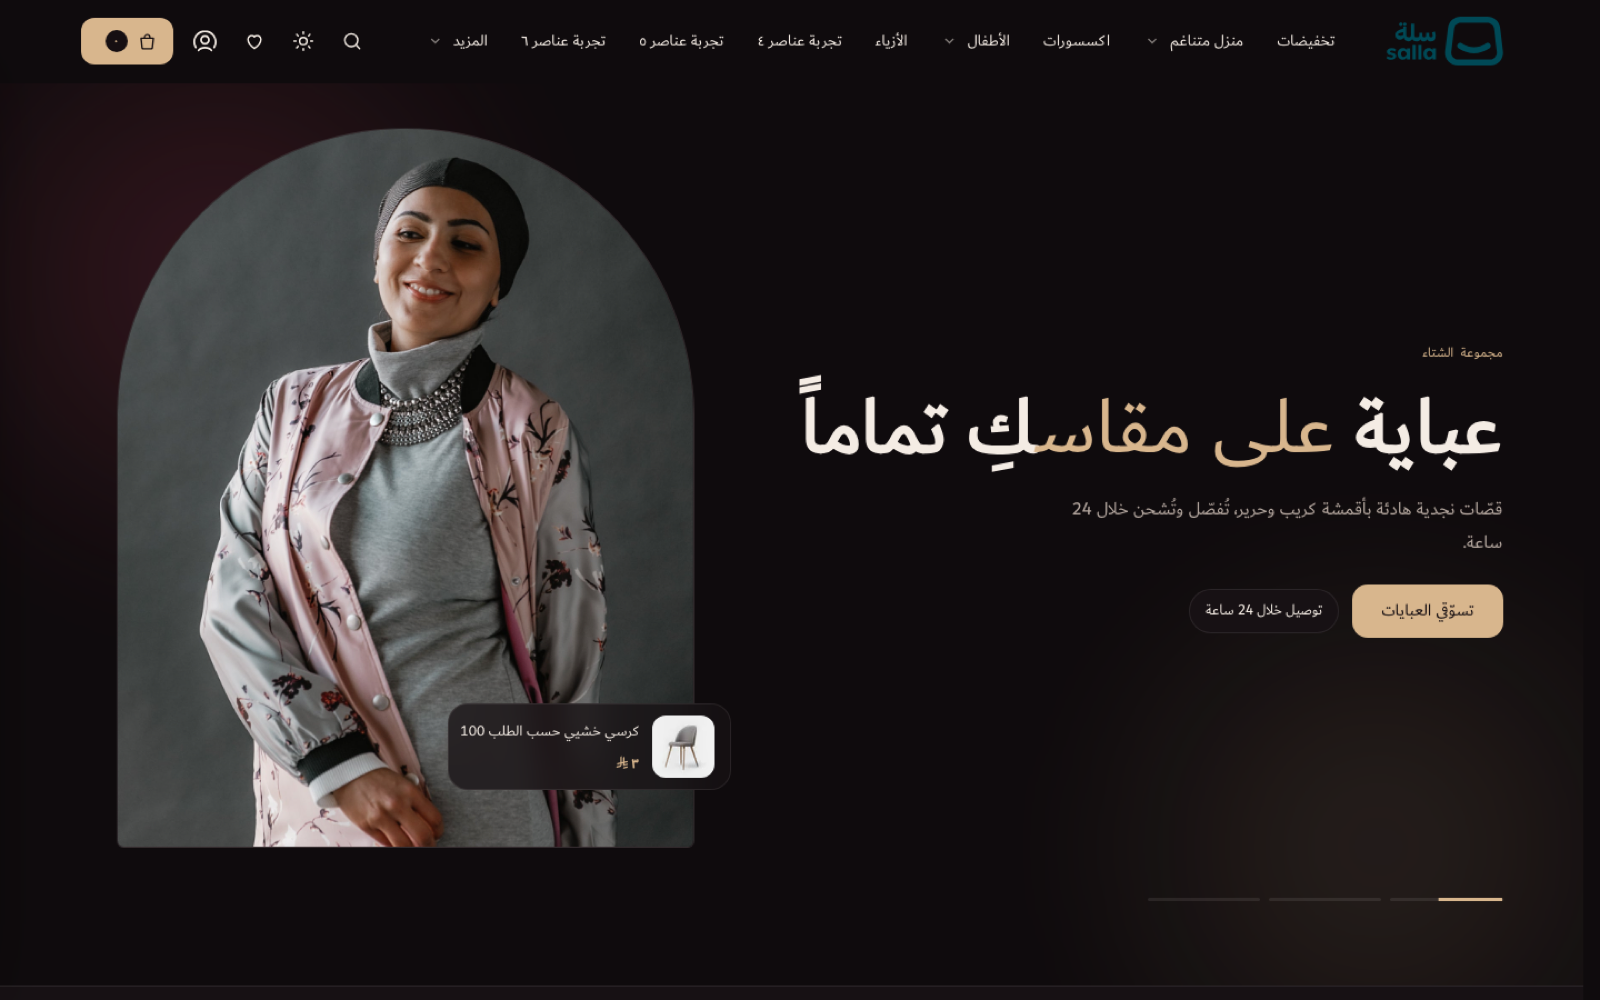 سلة
salla
تخفيضات
منزل متناغم
اكسسورات
الأطفال
الأزياء
تجربة عناصر ٤
تجربة عناصر ٥
تجربة عناصر ٦
المزيد
٠
مجموعة الشتاء
عباية على مقاسكِ تماماً
قصّات نجدية هادئة بأقمشة كريب وحرير، تُفصّل وتُشحن خلال 24
ساعة.
تسوّقي العبايات
توصيل خلال 24 ساعة
كرسي خشبي حسب الطلب 100
٣